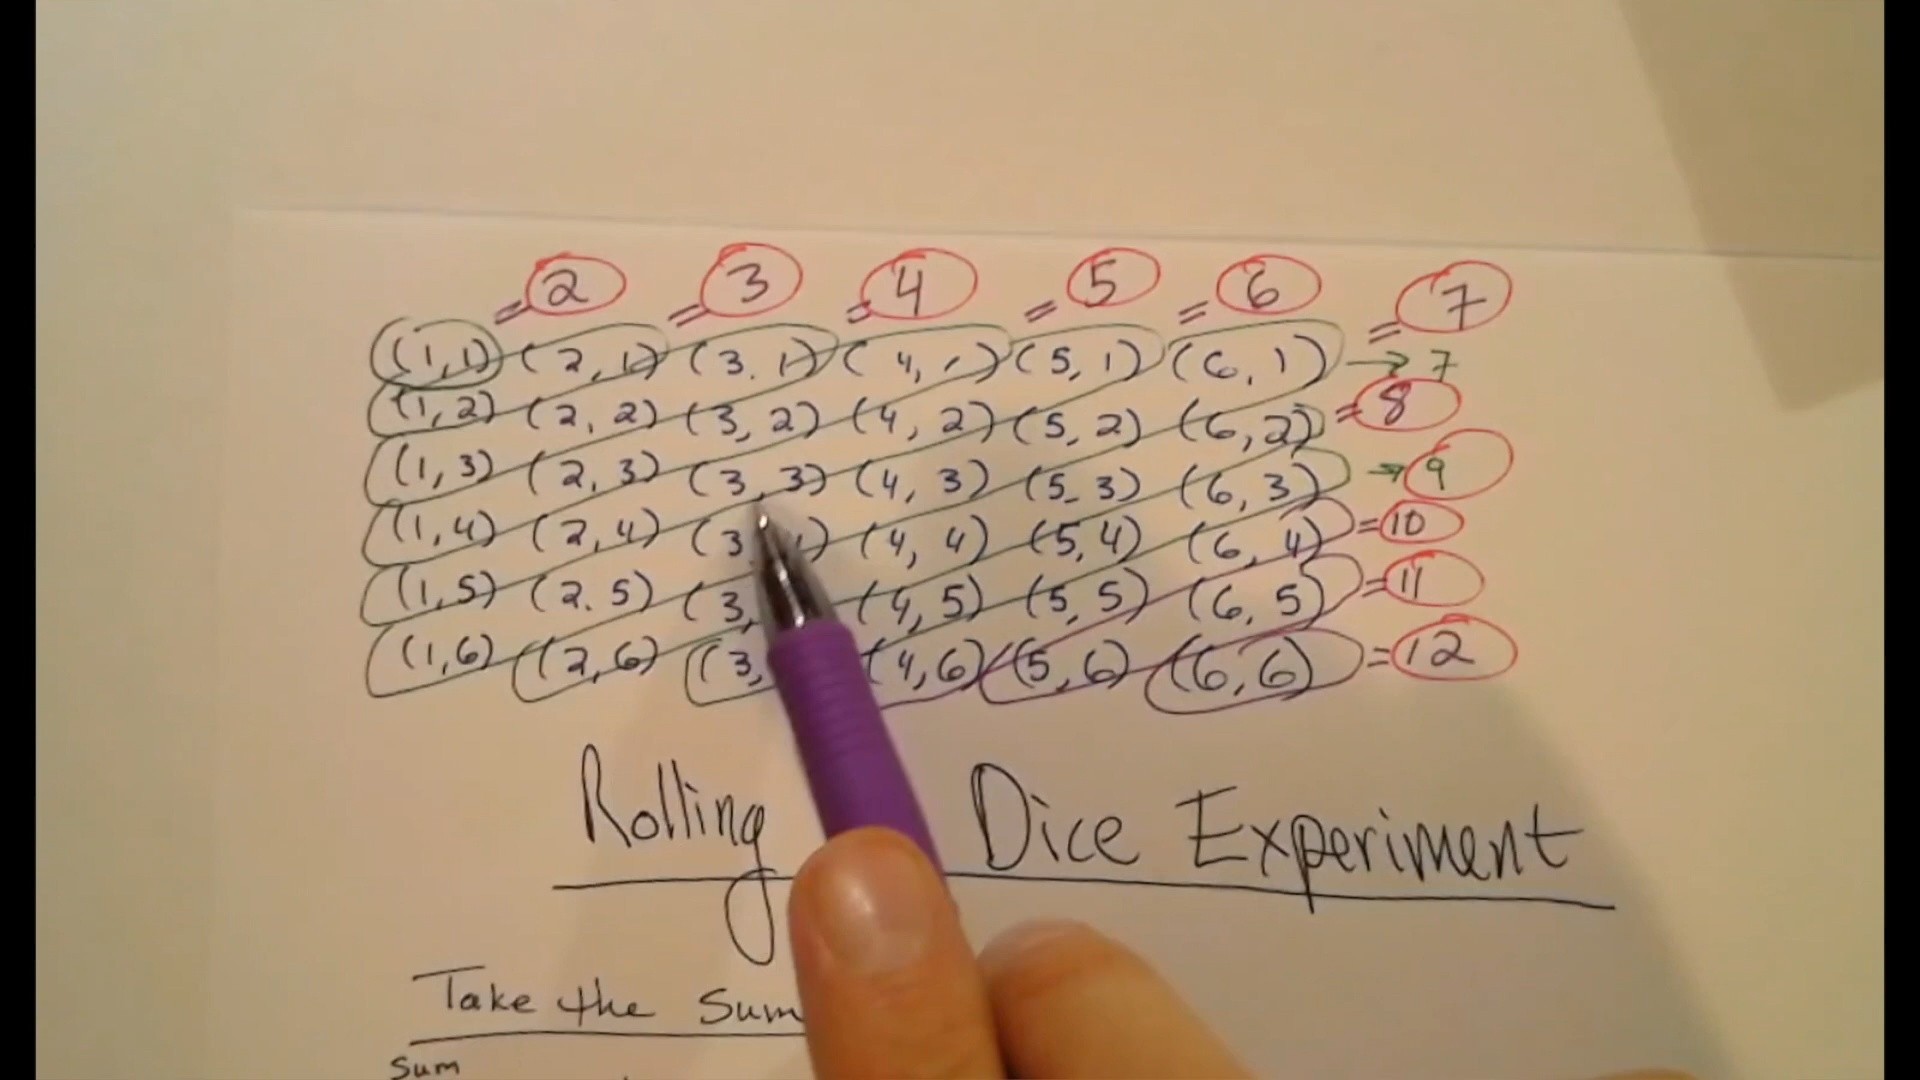 =2 =3 =4 =5 =6 =7
(1,1) (2,1) (3.1) (4,1) (5,1) (6,1) → 7
(1,2) (2,2) (3,2) (4,2) (5,2) (6,2) =8
(1,3) (2,3) (3,3) (4,3) (5,3) (6,3) → 9
(1,4) (2,4) (3 (4,4) (5,4) (6,4) =10
(1,5) (2.5) (3, (4,5) (5,5) (6,5) =11
(1,6) (2,6) (3, (4,6) (5,6) (6,6) =12
Rolling Dice Experiment
Take the Sum
Sum